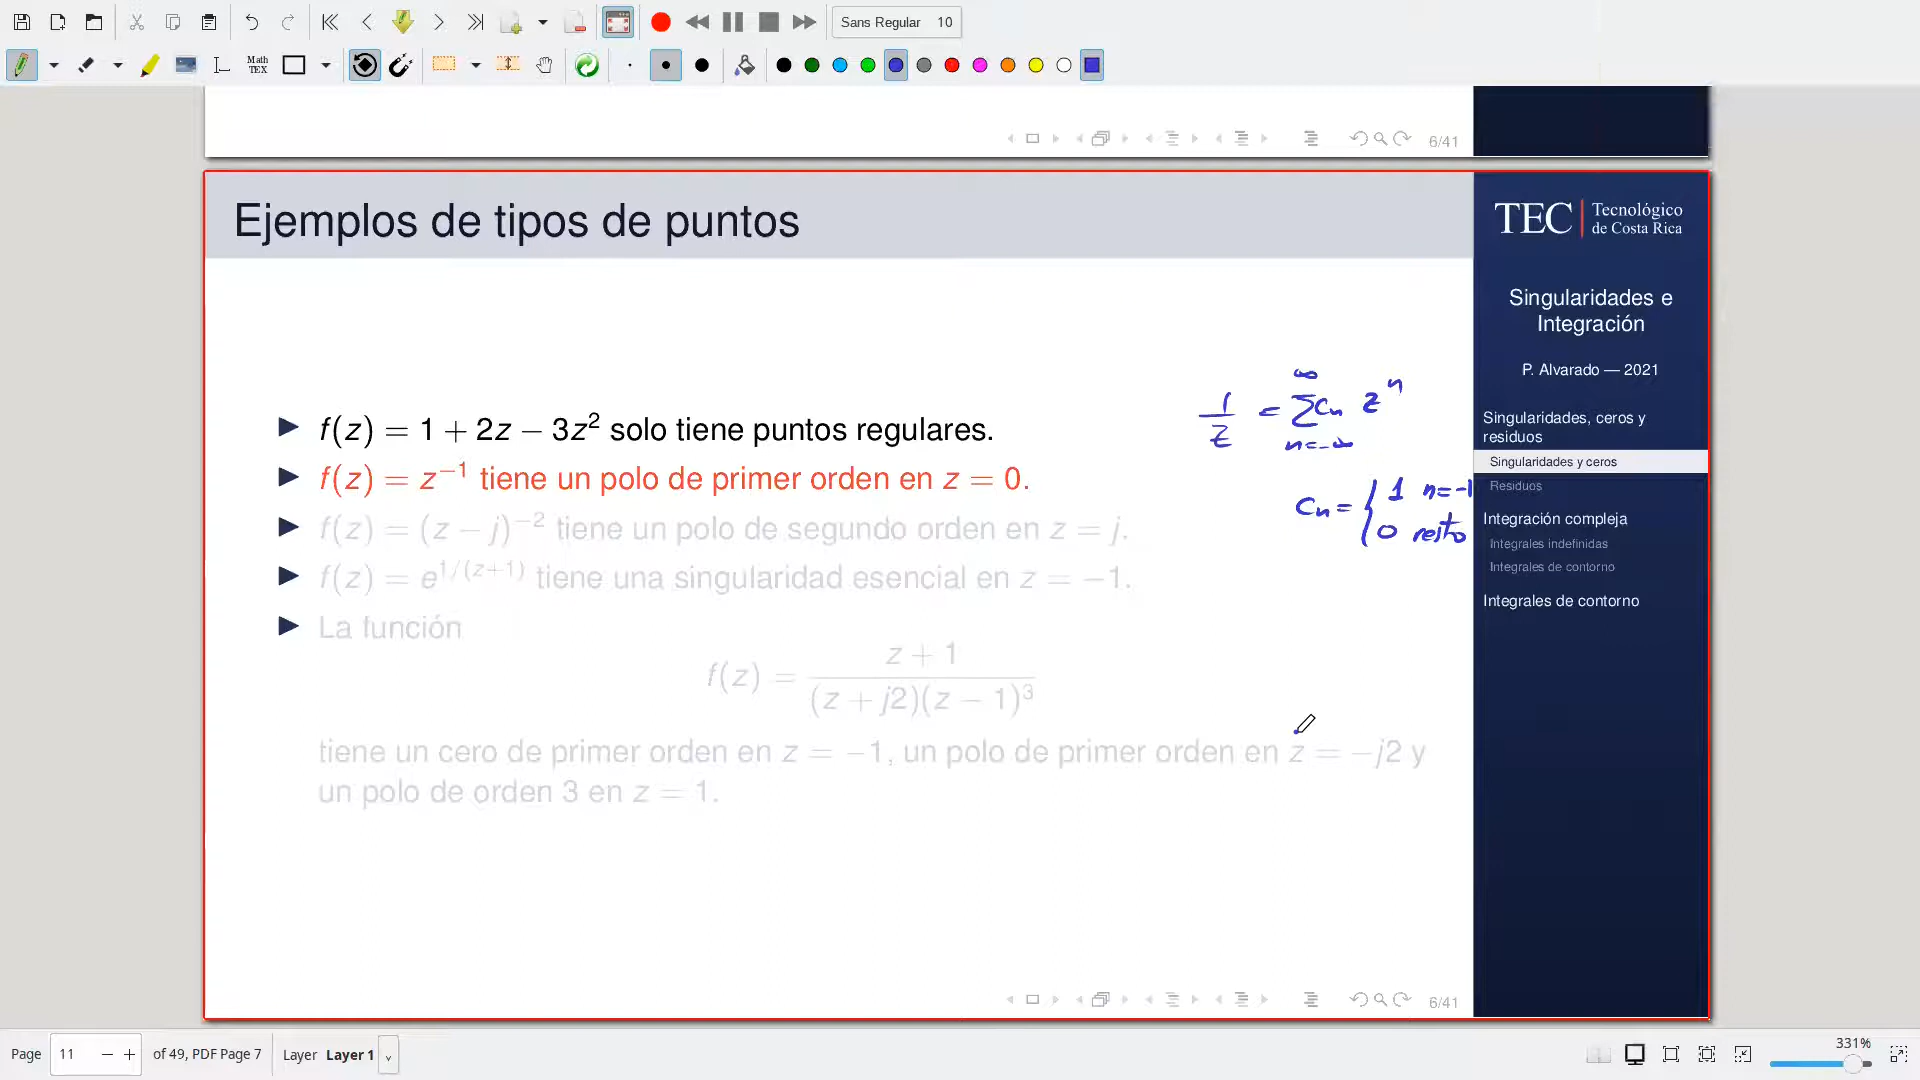 Sans Regular 10
Math
TEX
6/41
Ejemplos de tipos de puntos
f(z) = 1 + 2z − 3z² solo tiene puntos regulares.
f(z) = z⁻¹ tiene un polo de primer orden en z = 0.
f(z) = (z − j)⁻² tiene un polo de segundo orden en z = j.
f(z) = e^{1/(z+1)} tiene una singularidad esencial en z = −1.
La función
f(z) = (z + 1) / ((z + j2)(z − 1)³)
tiene un cero de primer orden en z = −1, un polo de primer orden en z = −j2 y
un polo de orden 3 en z = 1.
1/z = ∑_{n=-∞}^{∞} Cₙ zⁿ
Cₙ = { 1 n=-1
0 resto
6/41
TEC | Tecnológico
de Costa Rica
Singularidades e
Integración
P. Alvarado — 2021
Singularidades, ceros y
residuos
Singularidades y ceros
Residuos
Integración compleja
Integrales indefinidas
Integrales de contorno
Integrales de contorno
Page 11 of 49, PDF Page 7 Layer Layer 1 331%